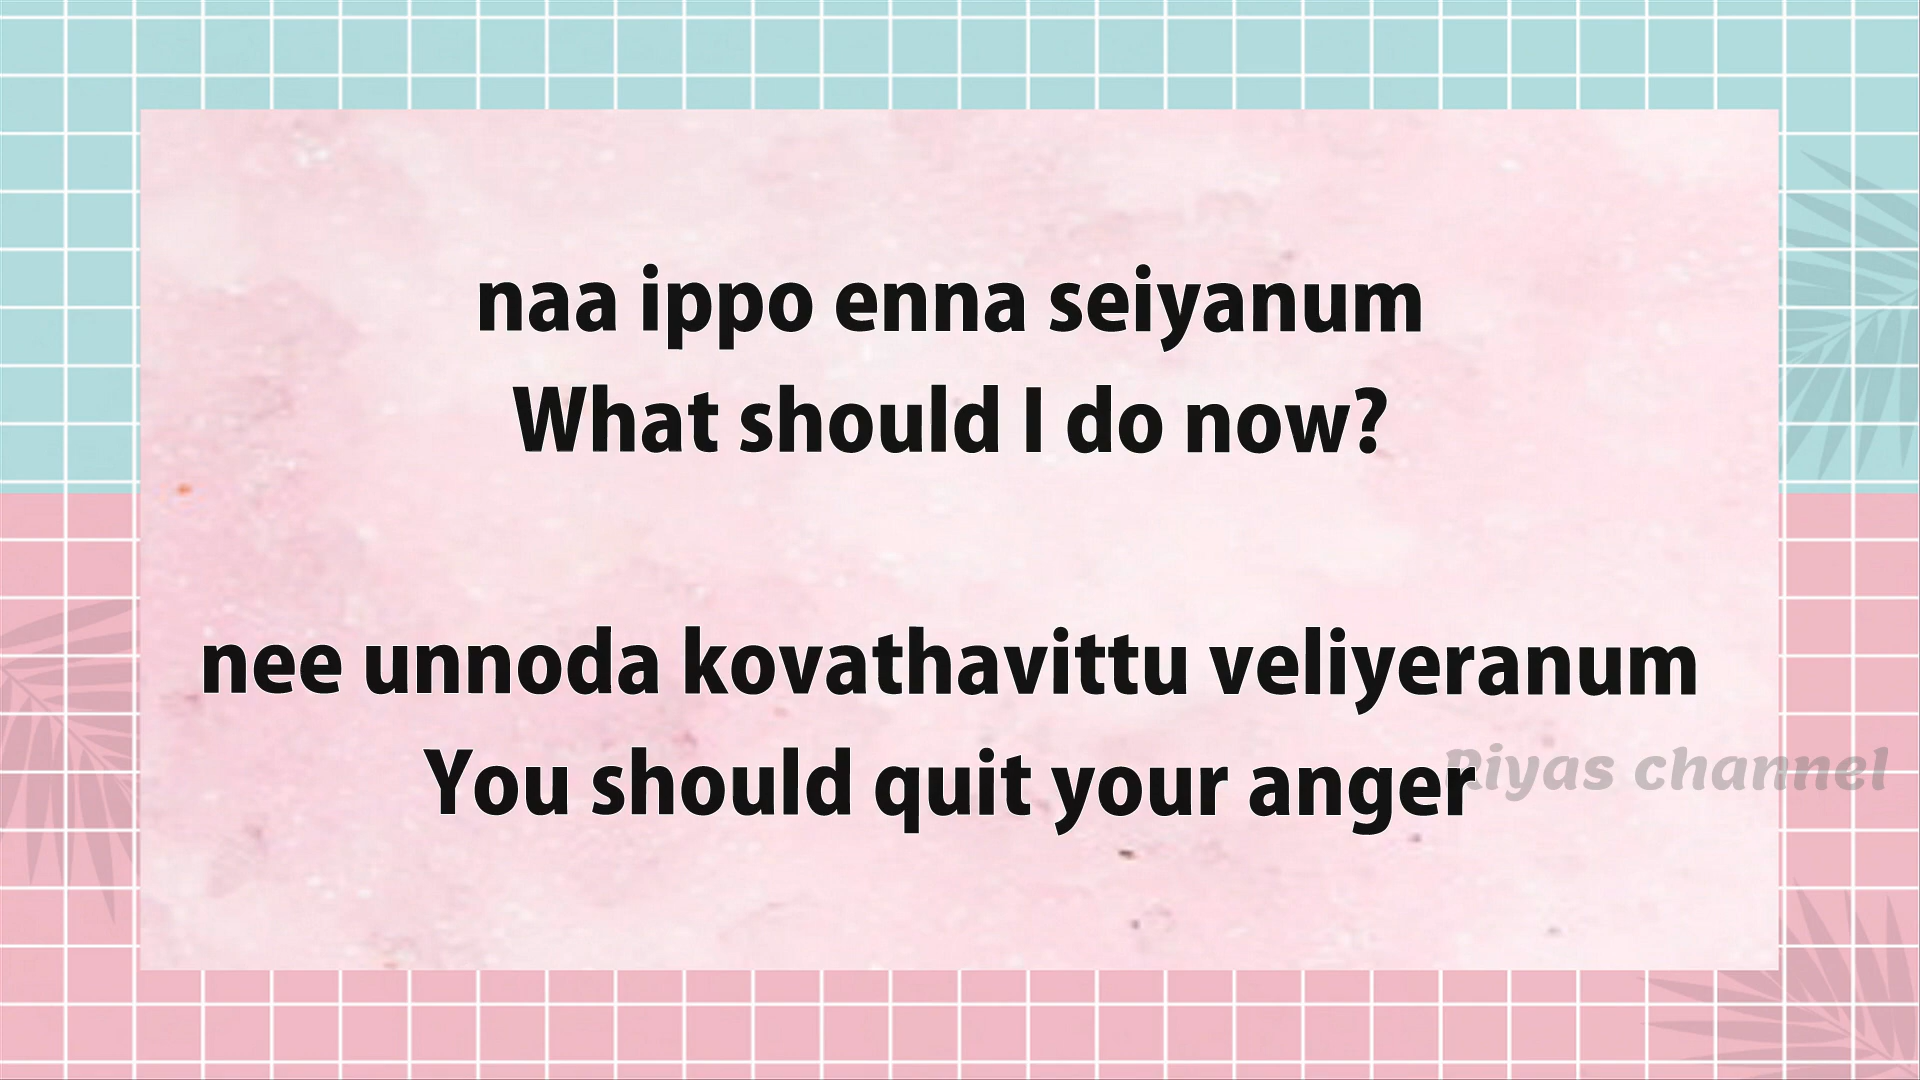 naa ippo enna seiyanum
What should I do now?
nee unnoda kovathavittu veliyeranum
You should quit your anger
Riyas channel